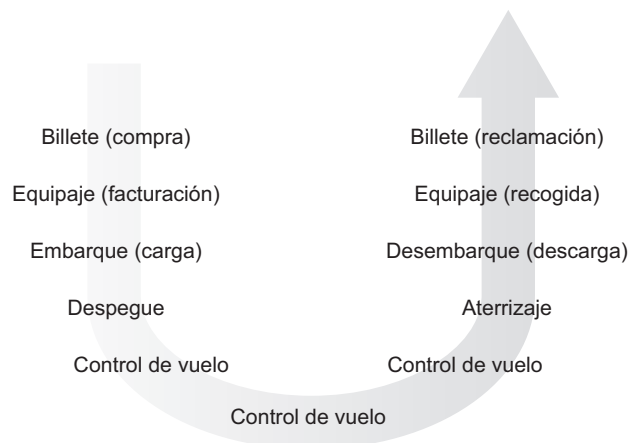 Billete (compra)
Equipaje (facturación)
Embarque (carga)
Despegue
Control de vuelo
Control de vuelo
Control de vuelo
Aterrizaje
Desembarque (descarga)
Equipaje (recogida)
Billete (reclamación)